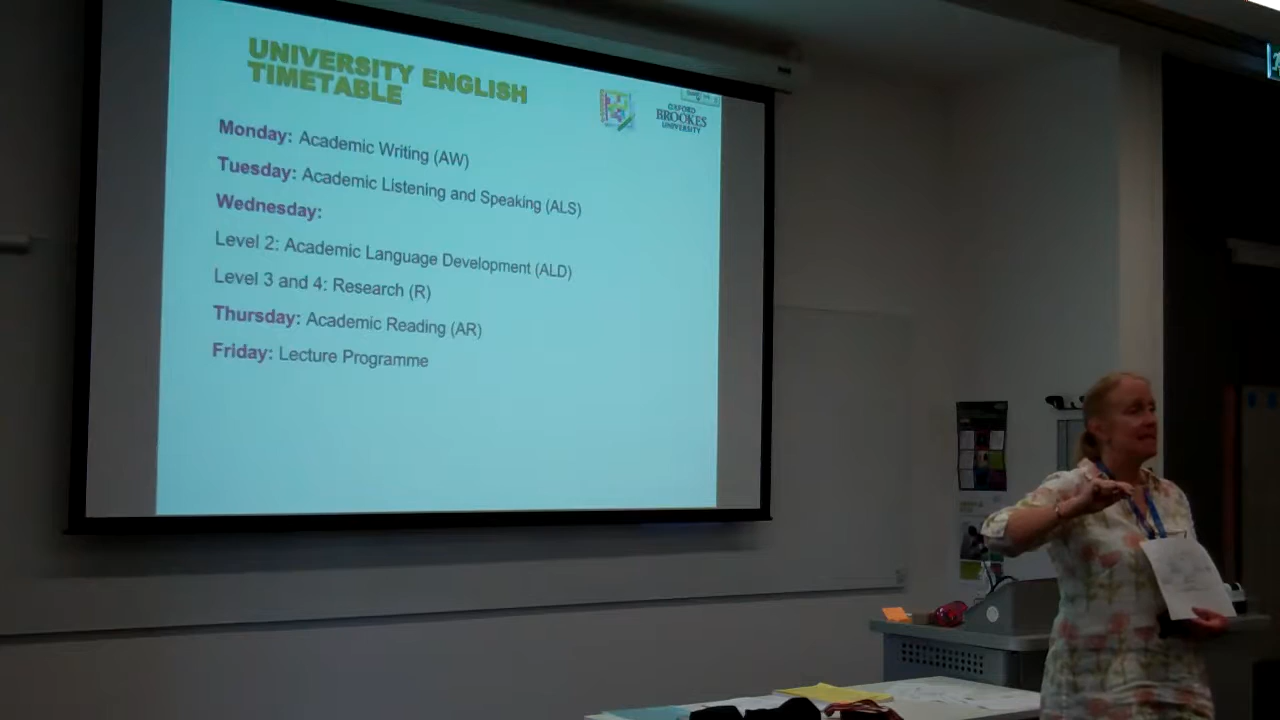 UNIVERSITY ENGLISH
TIMETABLE
OXFORD
BROOKES
UNIVERSITY
Monday: Academic Writing (AW)
Tuesday: Academic Listening and Speaking (ALS)
Wednesday:
Level 2: Academic Language Development (ALD)
Level 3 and 4: Research (R)
Thursday: Academic Reading (AR)
Friday: Lecture Programme